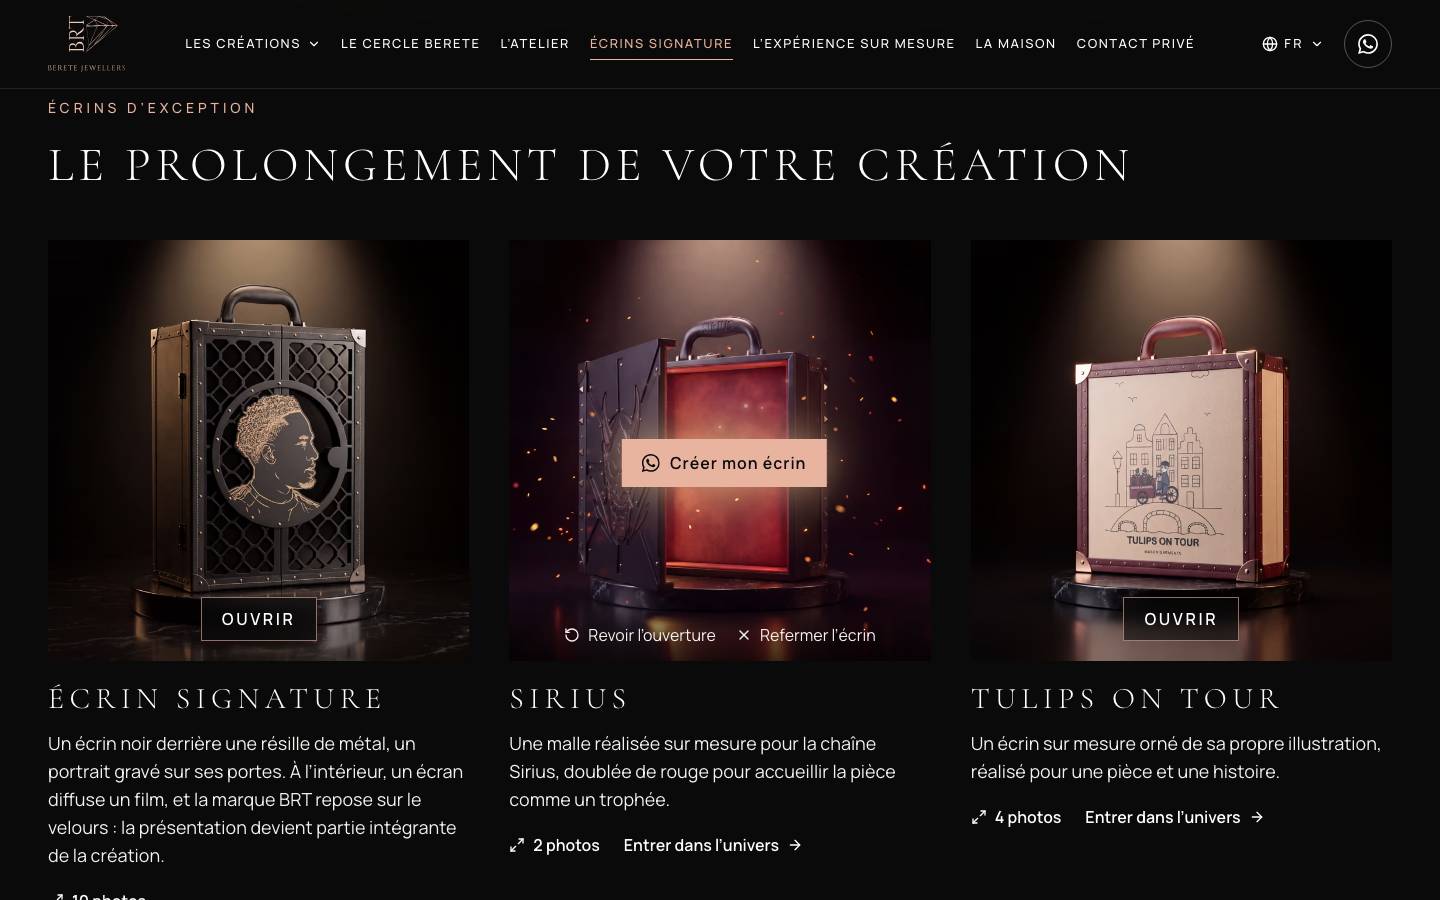 BRT
BERETE JEWELLERS
LES CRÉATIONS
LE CERCLE BERETE
L'ATELIER
ÉCRINS SIGNATURE
L'EXPÉRIENCE SUR MESURE
LA MAISON
CONTACT PRIVÉ
FR
ÉCRINS D'EXCEPTION
LE PROLONGEMENT DE VOTRE CRÉATION
OUVRIR
Créer mon écrin
Revoir l'ouverture
Refermer l'écrin
TULIPS ON TOUR
OUVRIR
ÉCRIN SIGNATURE
Un écrin noir derrière une résille de métal, un
portrait gravé sur ses portes. À l'intérieur, un écran
diffuse un film, et la marque BRT repose sur le
velours : la présentation devient partie intégrante
de la création.
10 photos
SIRIUS
Une malle réalisée sur mesure pour la chaîne
Sirius, doublée de rouge pour accueillir la pièce
comme un trophée.
2 photos
Entrer dans l'univers
TULIPS ON TOUR
Un écrin sur mesure orné de sa propre illustration,
réalisé pour une pièce et une histoire.
4 photos
Entrer dans l'univers